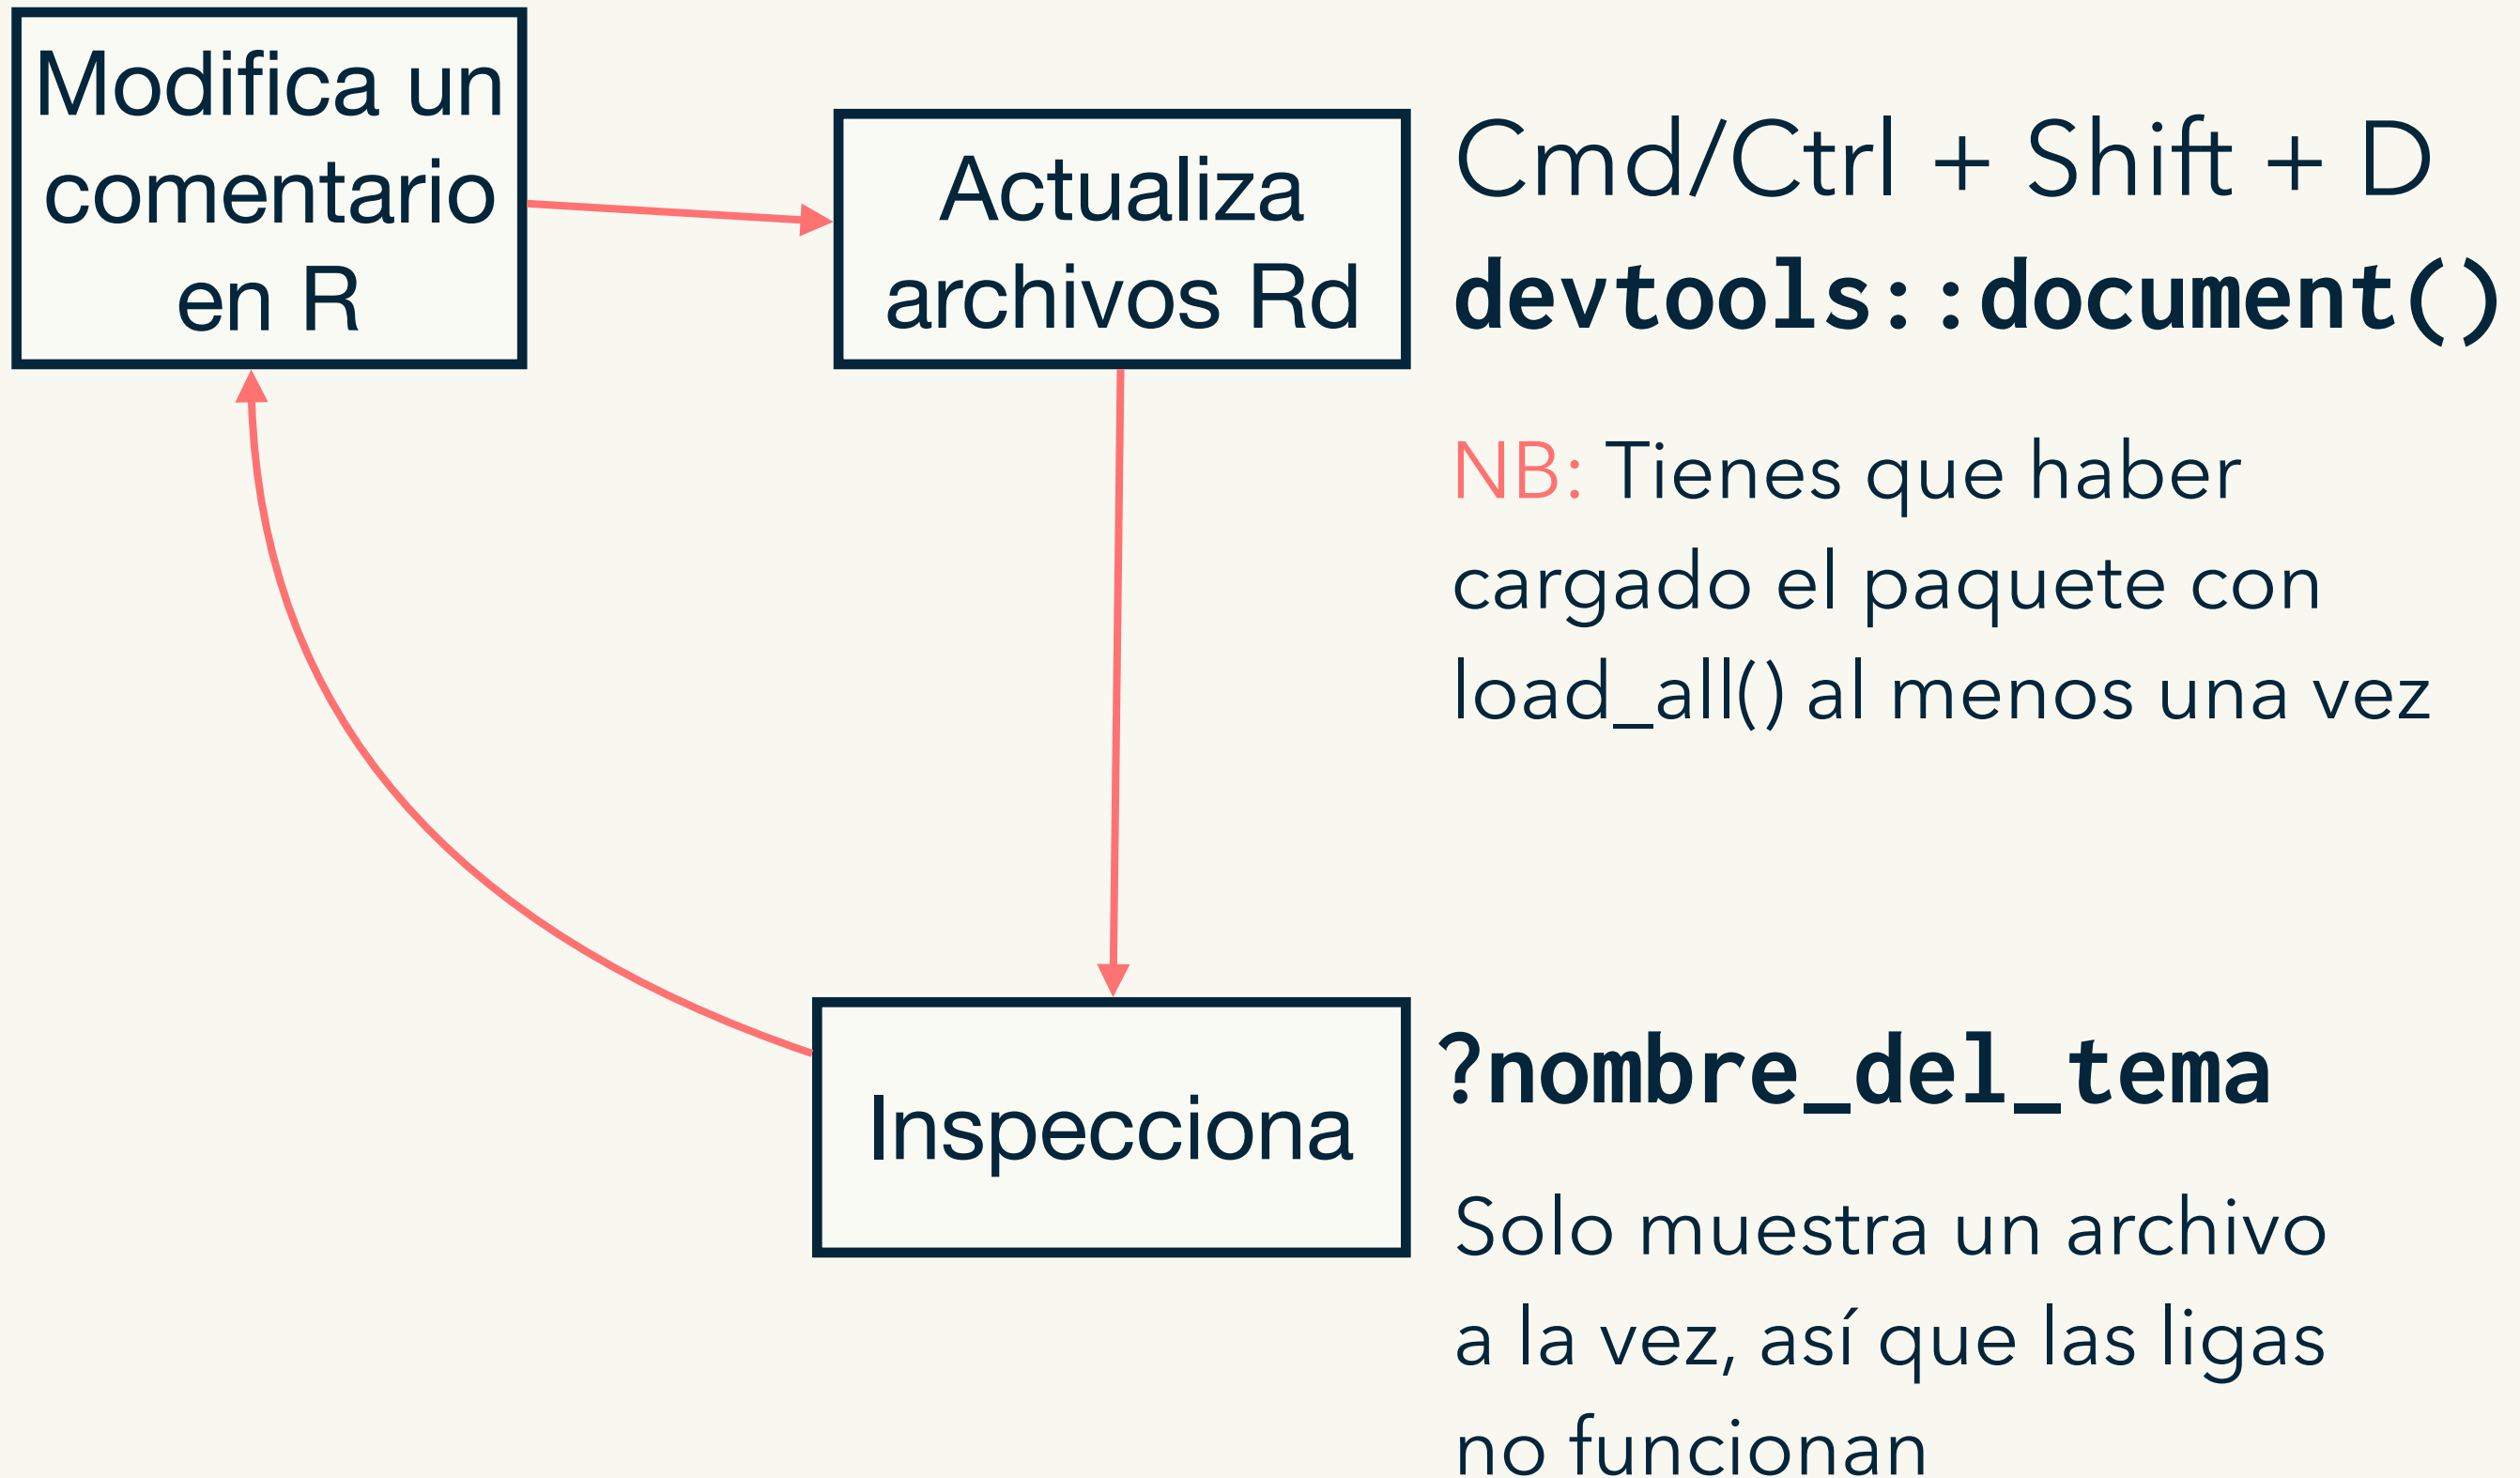 Modifica un
comentario
en R
Actualiza
archivos Rd
Cmd/Ctrl + Shift + D
devtools::document()
NB: Tienes que haber
cargado el paquete con
load_all() al menos una vez
Inspecciona
?nombre_del_tema
Solo muestra un archivo
a la vez, así que las ligas
no funcionan